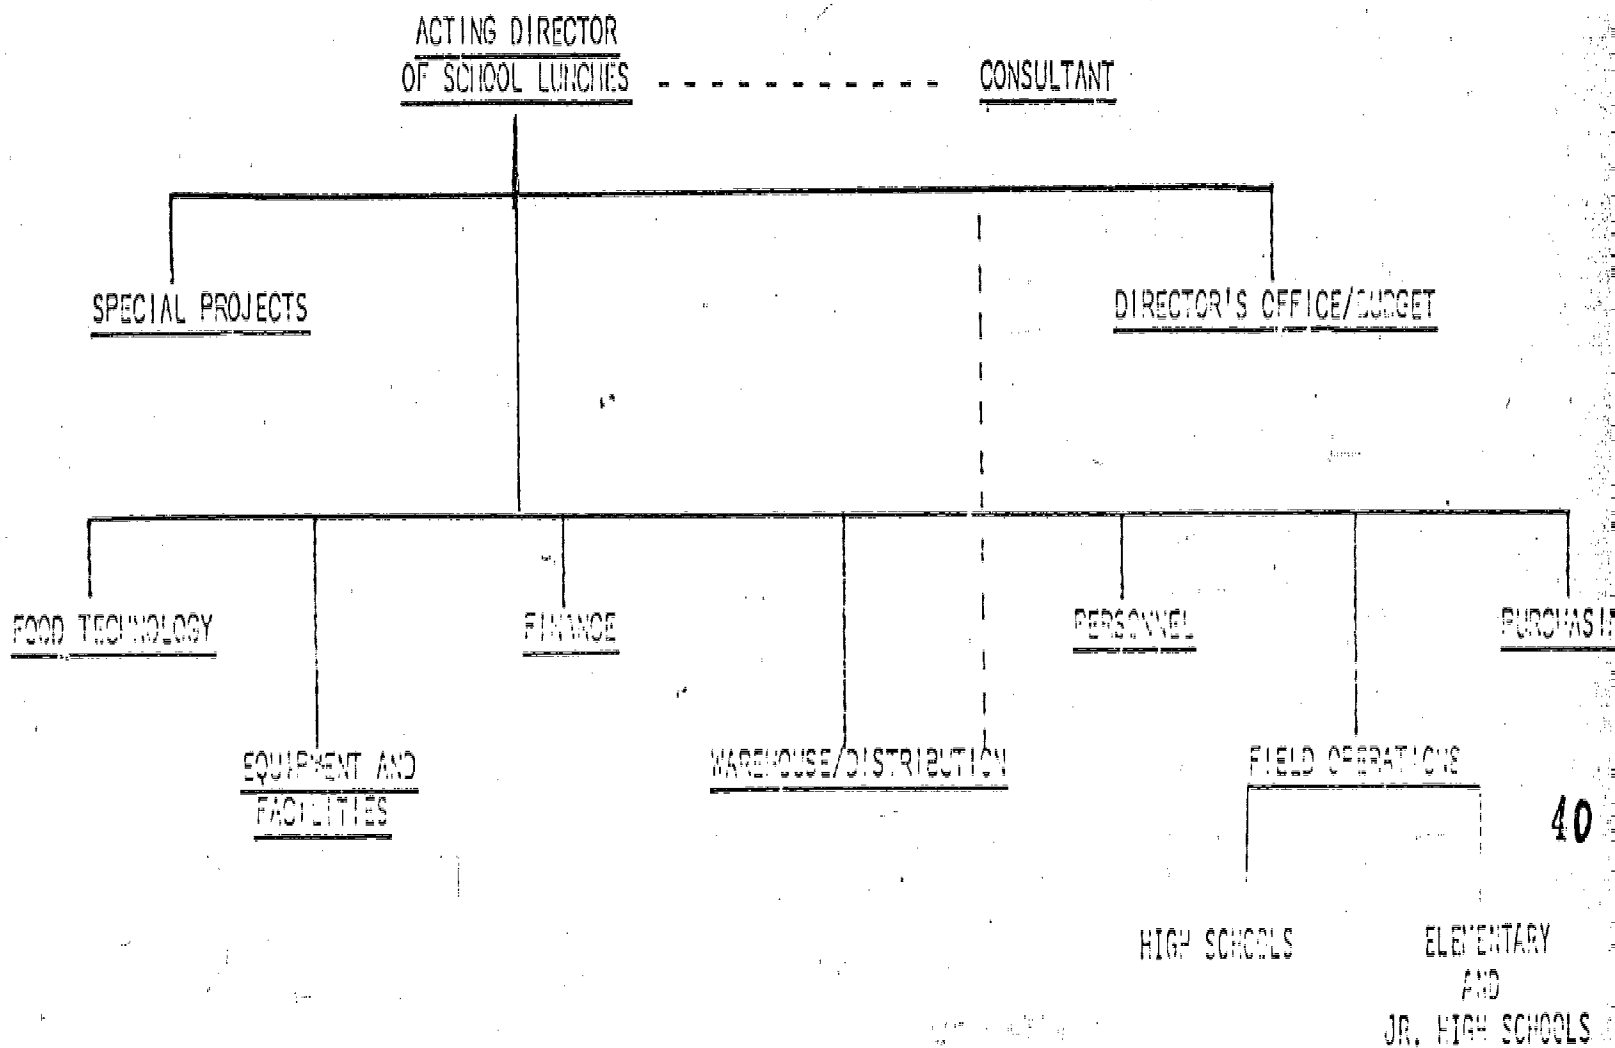 ACTING DIRECTOR
OF SCHOOL LUNCHES
CONSULTANT
SPECIAL PROJECTS
DIRECTOR'S OFFICE/BUDGET
FOOD TECHNOLOGY
FINANCE
PERSONNEL
PURCHASIN
EQUIPMENT AND
FACILITIES
WAREHOUSE/DISTRIBUTION
FIELD OPERATIONS
40
HIGH SCHOOLS
ELEMENTARY
AND
JR. HIGH SCHOOLS